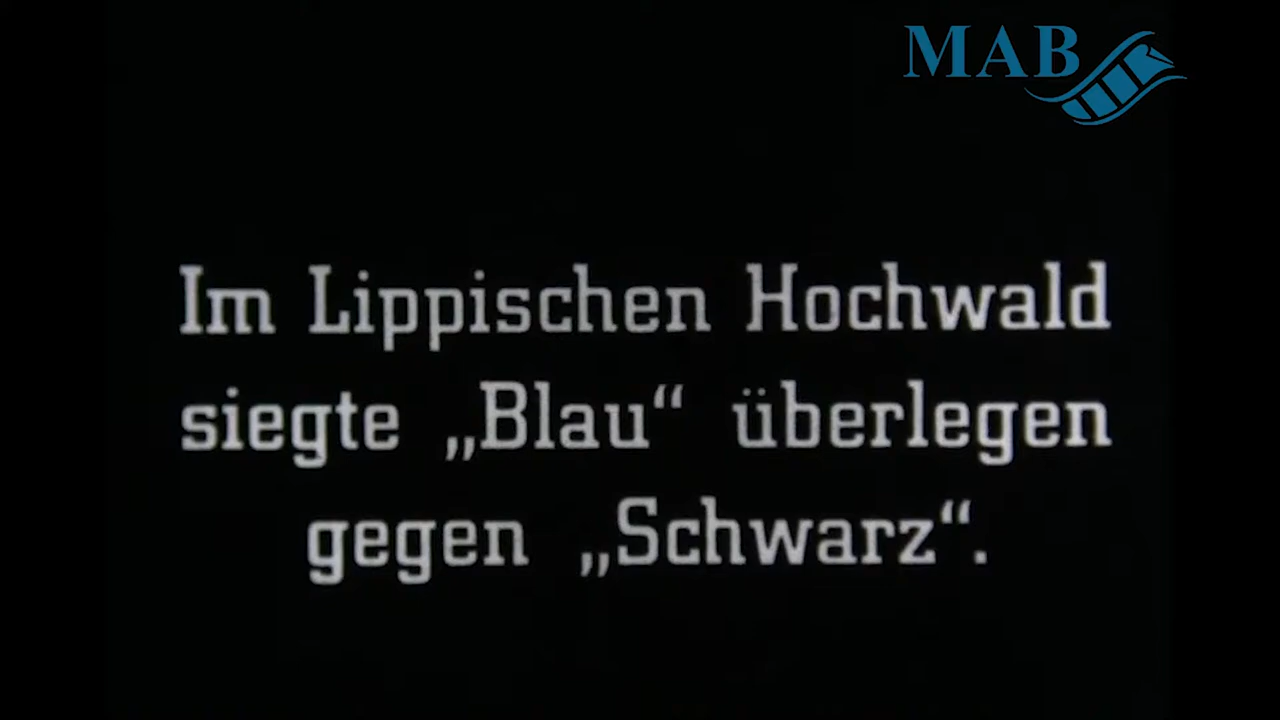 MAB
Im Lippischen Hochwald
siegte „Blau“ überlegen
gegen „Schwarz“.